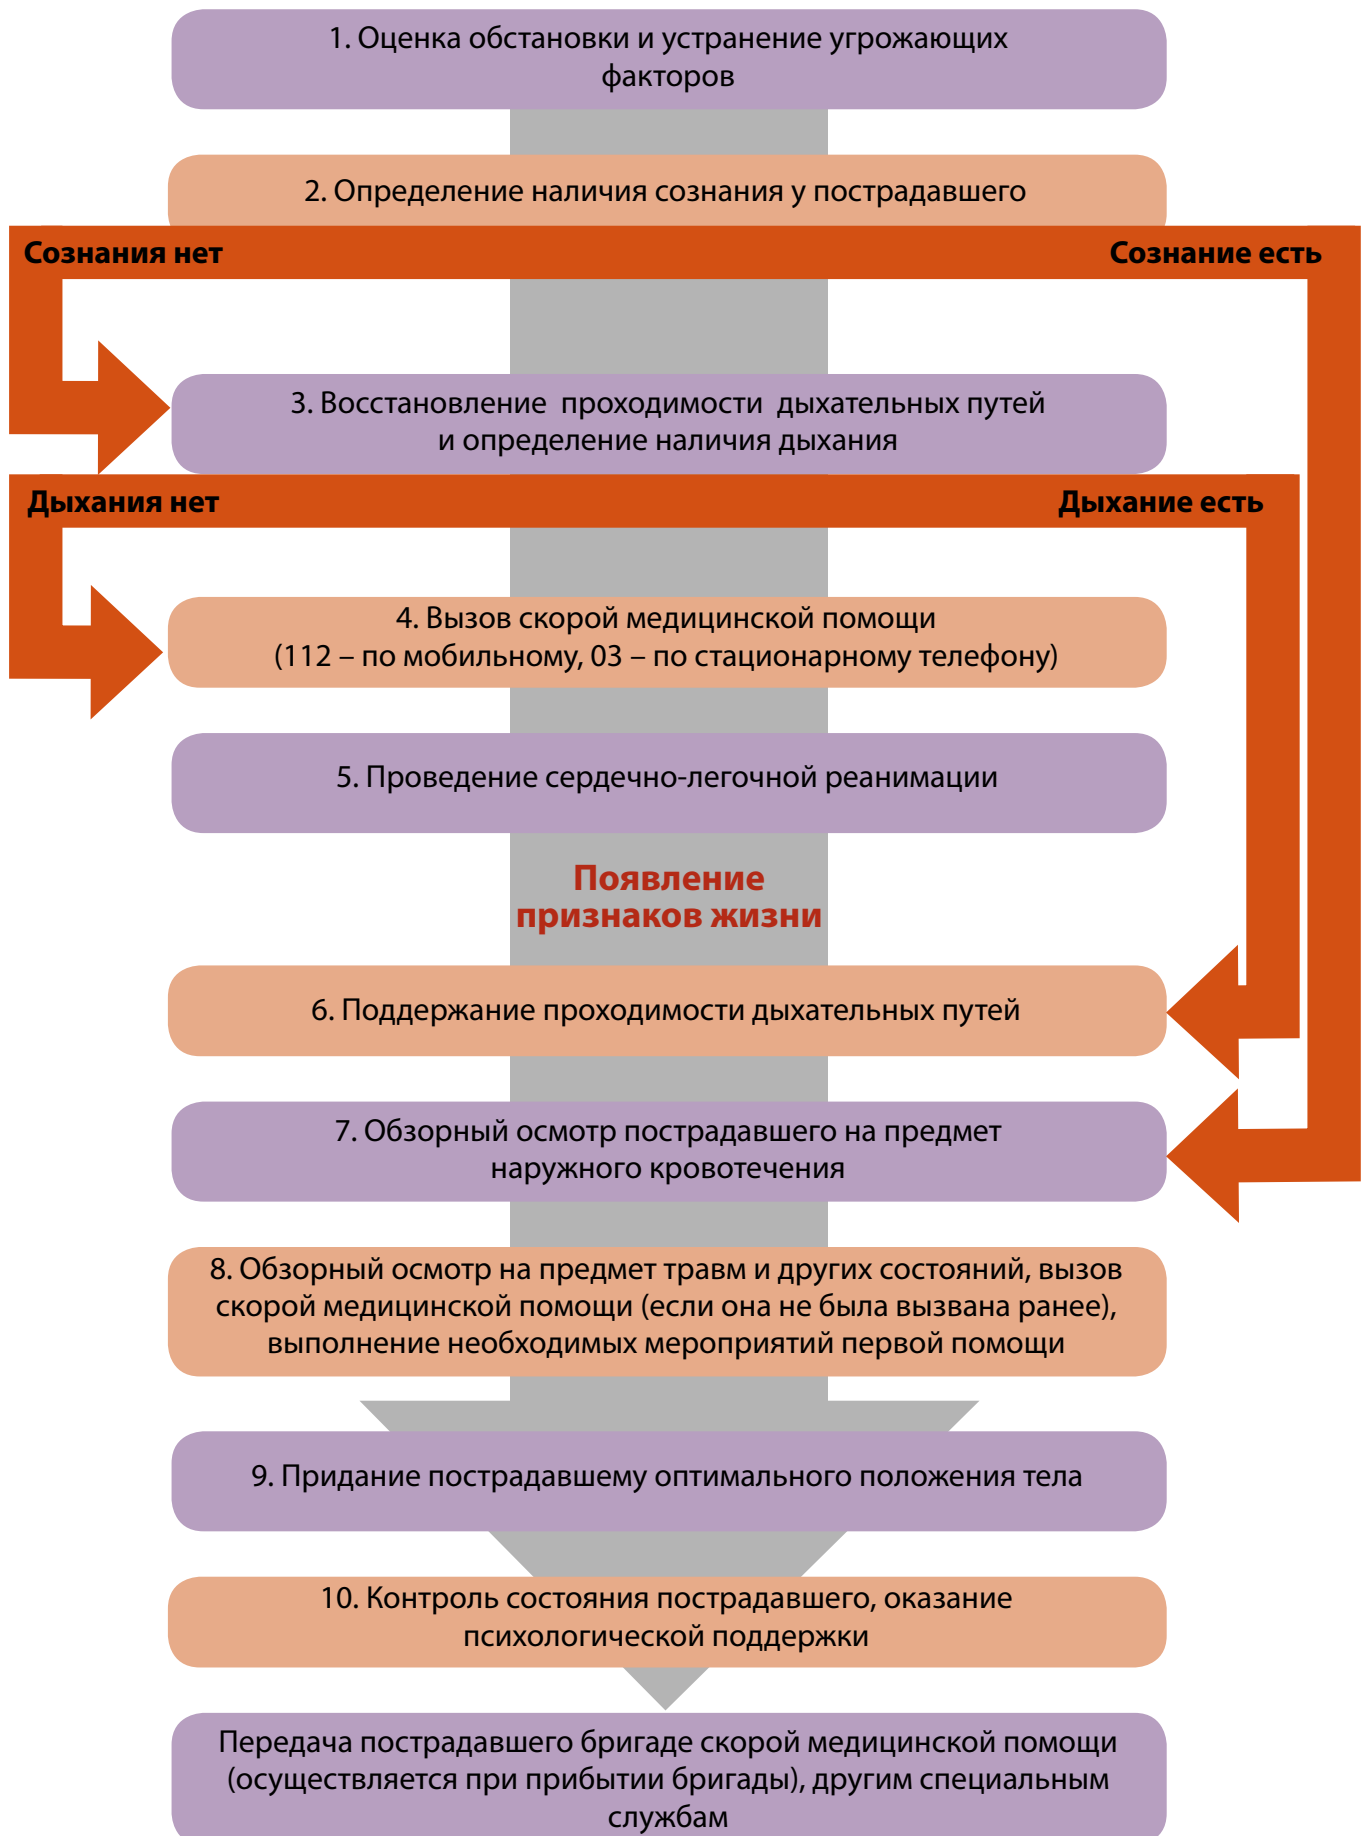 1. Оценка обстановки и устранение угрожающих
факторов
2. Определение наличия сознания у пострадавшего
Сознания нет
Сознание есть
3. Восстановление проходимости дыхательных путей
и определение наличия дыхания
Дыхания нет
Дыхание есть
4. Вызов скорой медицинской помощи
(112 – по мобильному, 03 – по стационарному телефону)
5. Проведение сердечно-легочной реанимации
Появление
признаков жизни
6. Поддержание проходимости дыхательных путей
7. Обзорный осмотр пострадавшего на предмет
наружного кровотечения
8. Обзорный осмотр на предмет травм и других состояний, вызов
скорой медицинской помощи (если она не была вызвана ранее),
выполнение необходимых мероприятий первой помощи
9. Придание пострадавшему оптимального положения тела
10. Контроль состояния пострадавшего, оказание
психологической поддержки
Передача пострадавшего бригаде скорой медицинской помощи
(осуществляется при прибытии бригады), другим специальным
службам